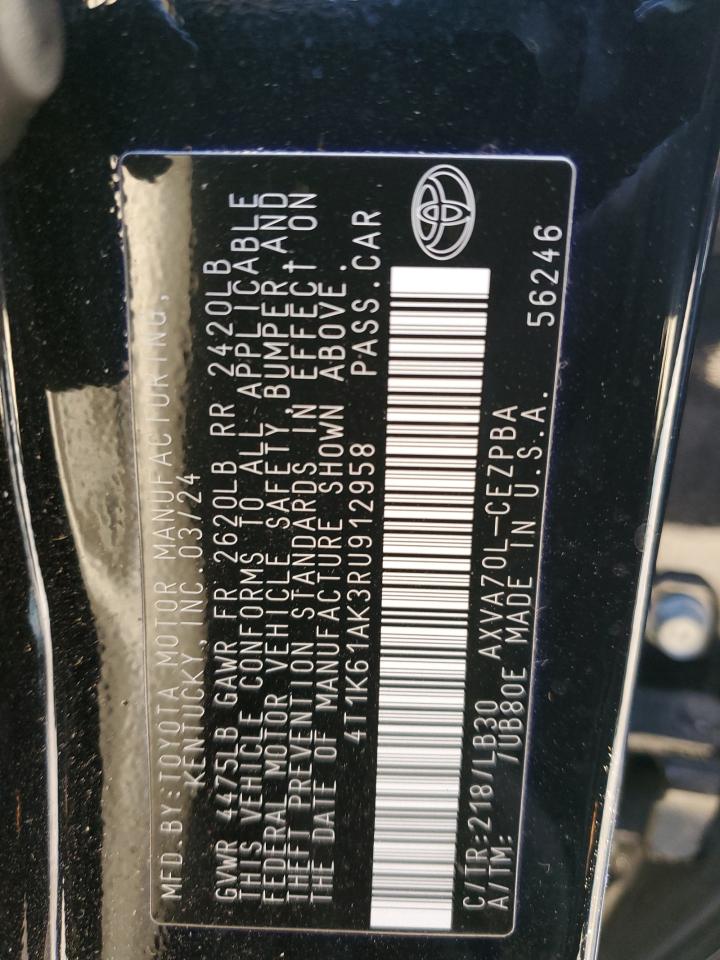 MFD.BY:TOYOTA MOTOR MANUFACTURING,
KENTUCKY, INC 03/24
GVWR 4475LB GAWR FR 2620LB RR 2420LB
THIS VEHICLE CONFORMS TO ALL APPLICABLE
FEDERAL MOTOR VEHICLE SAFETY, BUMPER, AND
THEFT PREVENTION STANDARDS IN EFFECT ON
THE DATE OF MANUFACTURE SHOWN ABOVE.
4T1K61AK3RU912958 PASS.CAR
C/TR:218/LB30 AXVA70L-CEZPBA
A/TM: /UB80E MADE IN U.S.A.
56246